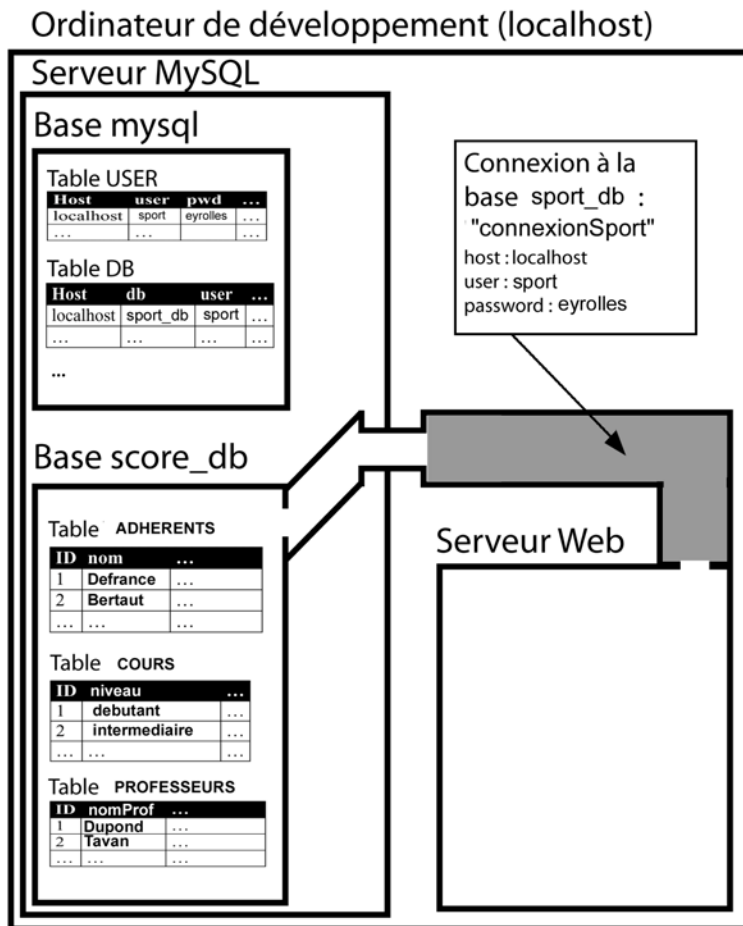 Ordinateur de développement (localhost)
Serveur MySQL
Base mysql
Table USER
Host user pwd ...
localhost sport eyrolles ...
... ... ...
Table DB
Host db user ...
localhost sport_db sport ...
... ... ... ...
...
Connexion à la
base sport_db :
"connexionSport"
host : localhost
user : sport
password : eyrolles
Base score_db
Table ADHERENTS
ID nom ...
1 Defrance ...
2 Bertaut ...
... ... ...
Table COURS
ID niveau ...
1 debutant ...
2 intermediaire ...
... ... ...
Table PROFESSEURS
ID nomProf ...
1 Dupond ...
2 Tavan ...
... ... ...
Serveur Web